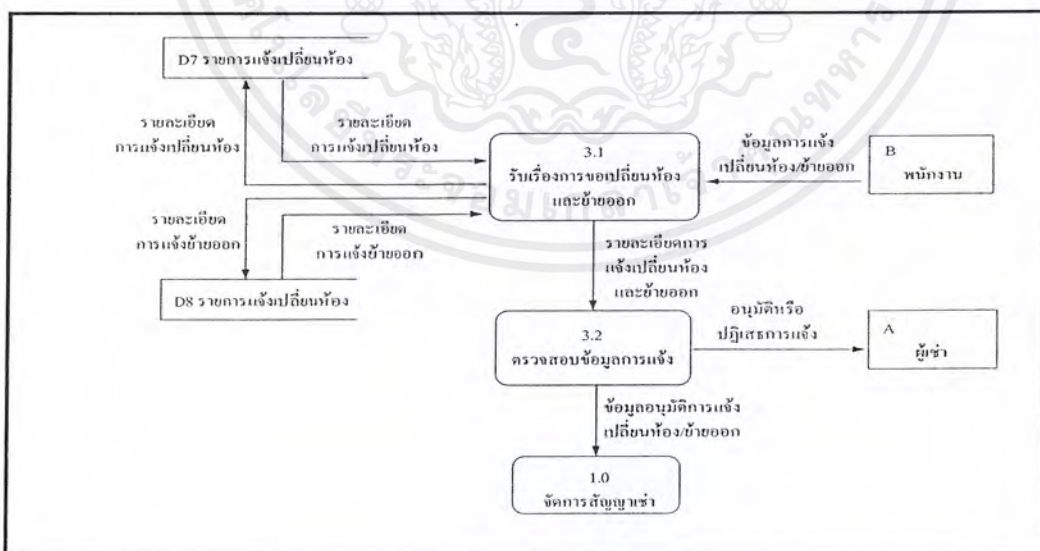 D7 รายการแจ้งเปลี่ยนห้อง
รายละเอียด
การแจ้งเปลี่ยนห้อง
รายละเอียด
การแจ้งเปลี่ยนห้อง
3.1
รับเรื่องการขอเปลี่ยนห้อง
และย้ายออก
ข้อมูลการแจ้ง
เปลี่ยนห้อง/ย้ายออก
B
พนักงาน
รายละเอียด
การแจ้งย้ายออก
รายละเอียด
การแจ้งย้ายออก
D8 รายการแจ้งเปลี่ยนห้อง
รายละเอียดการ
แจ้งเปลี่ยนห้อง
และย้ายออก
3.2
ตรวจสอบข้อมูลการแจ้ง
อนุมัติหรือ
ปฏิเสธการแจ้ง
A
ผู้เช่า
ข้อมูลอนุมัติการแจ้ง
เปลี่ยนห้อง/ย้ายออก
1.0
จัดการสัญญาเช่า